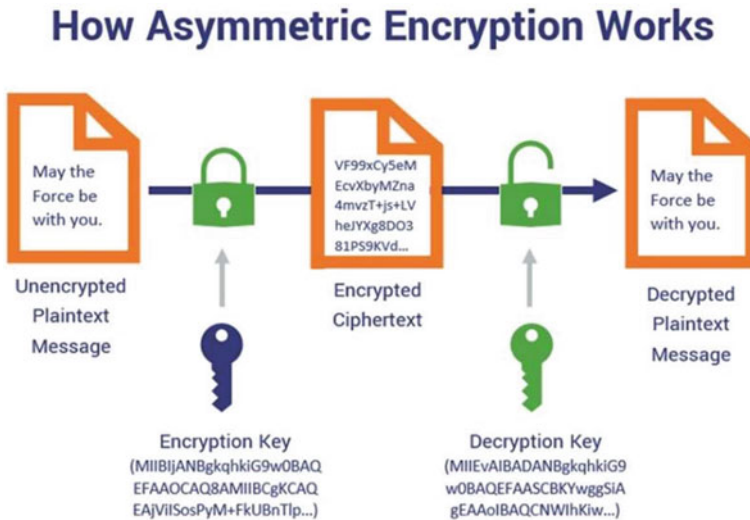 How Asymmetric Encryption Works
May the
Force be
with you.
Unencrypted
Plaintext
Message
VF99xCy5eM
EcvXbyMZna
4mvzT+js+LV
heJYXg8DO3
81PS9KVd...
Encrypted
Ciphertext
May the
Force be
with you.
Decrypted
Plaintext
Message
Encryption Key
(MIIBIjANBgkqhkiG9w0BAQ
EFAAOCAQ8AMIIBCgKCAQ
EAjViISosPyM+FkUBnTlp...)
Decryption Key
(MIIEvAIBADANBgkqhkiG9
w0BAQEFAASCBKYwggSiA
gEAAoIBAQCNWIhKiw...)